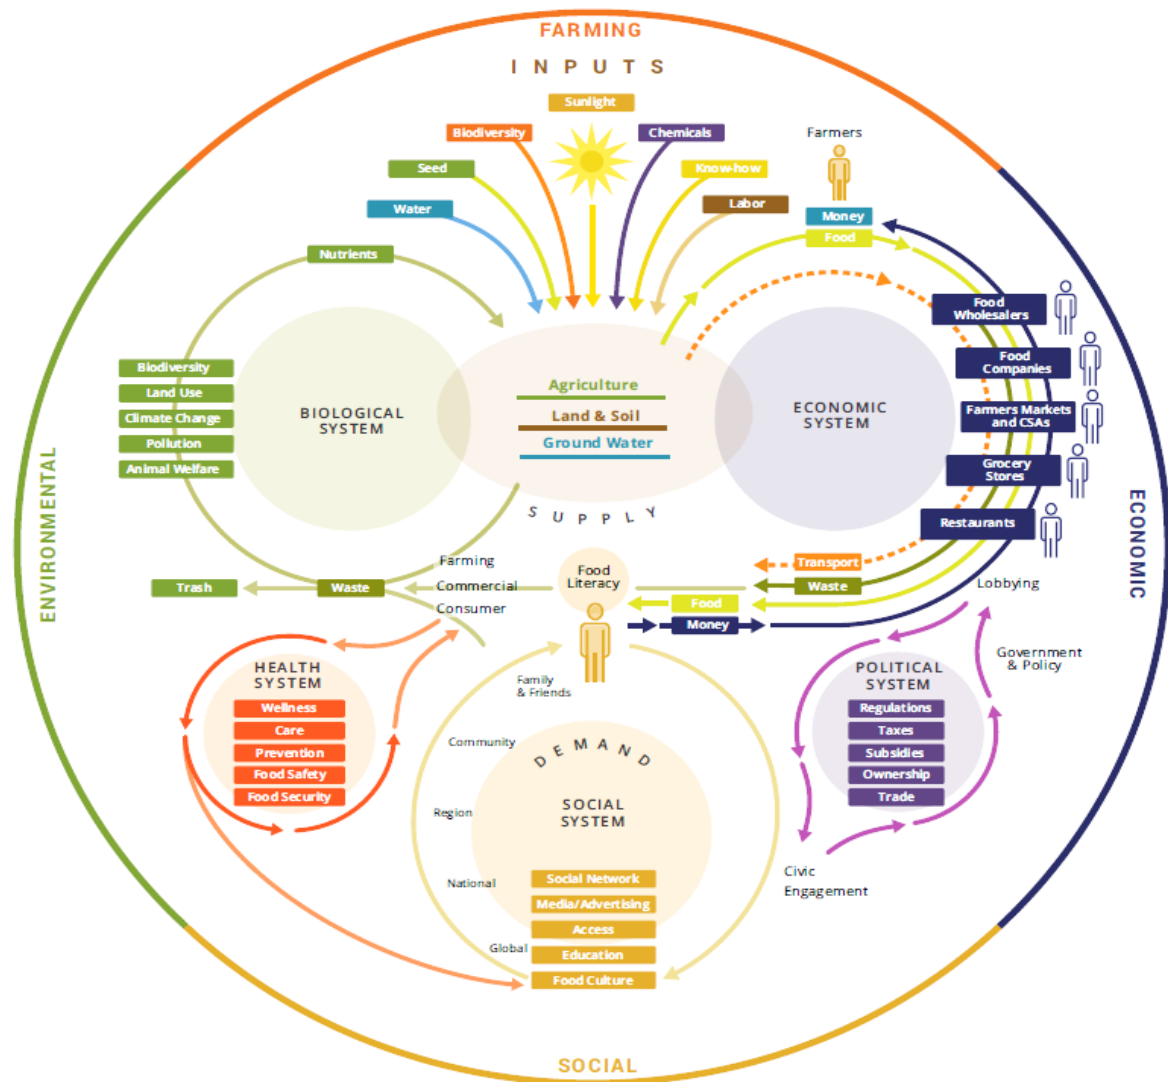 FARMING
INPUTS
Sunlight
Biodiversity
Chemicals
Seed
Know-how
Water
Labor
Farmers
Money
Food
Nutrients
Food
Wholesalers
Food
Companies
Farmers Markets
and CSAs
Grocery
Stores
Restaurants
Biodiversity
Land Use
Climate Change
Pollution
Animal Welfare
BIOLOGICAL
SYSTEM
Agriculture
Land & Soil
Ground Water
ECONOMIC
SYSTEM
SUPPLY
ENVIRONMENTAL
ECONOMIC
Farming
Commercial
Consumer
Trash
Waste
Food
Literacy
Transport
Waste
Food
Money
Lobbying
Government
& Policy
HEALTH
SYSTEM
Wellness
Care
Prevention
Food Safety
Food Security
Family
& Friends
Community
Region
National
Global
DEMAND
SOCIAL
SYSTEM
Social Network
Media/Advertising
Access
Education
Food Culture
POLITICAL
SYSTEM
Regulations
Taxes
Subsidies
Ownership
Trade
Civic
Engagement
SOCIAL